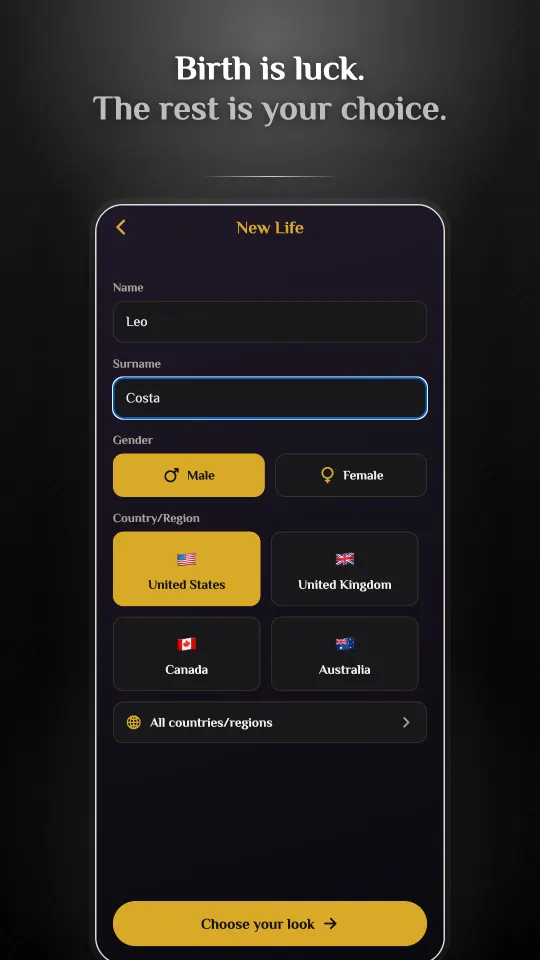 Birth is luck.
The rest is your choice.
New Life
Name
Leo
Surname
Costa
Gender
Male
Female
Country/Region
United States
United Kingdom
Canada
Australia
All countries/regions
Choose your look